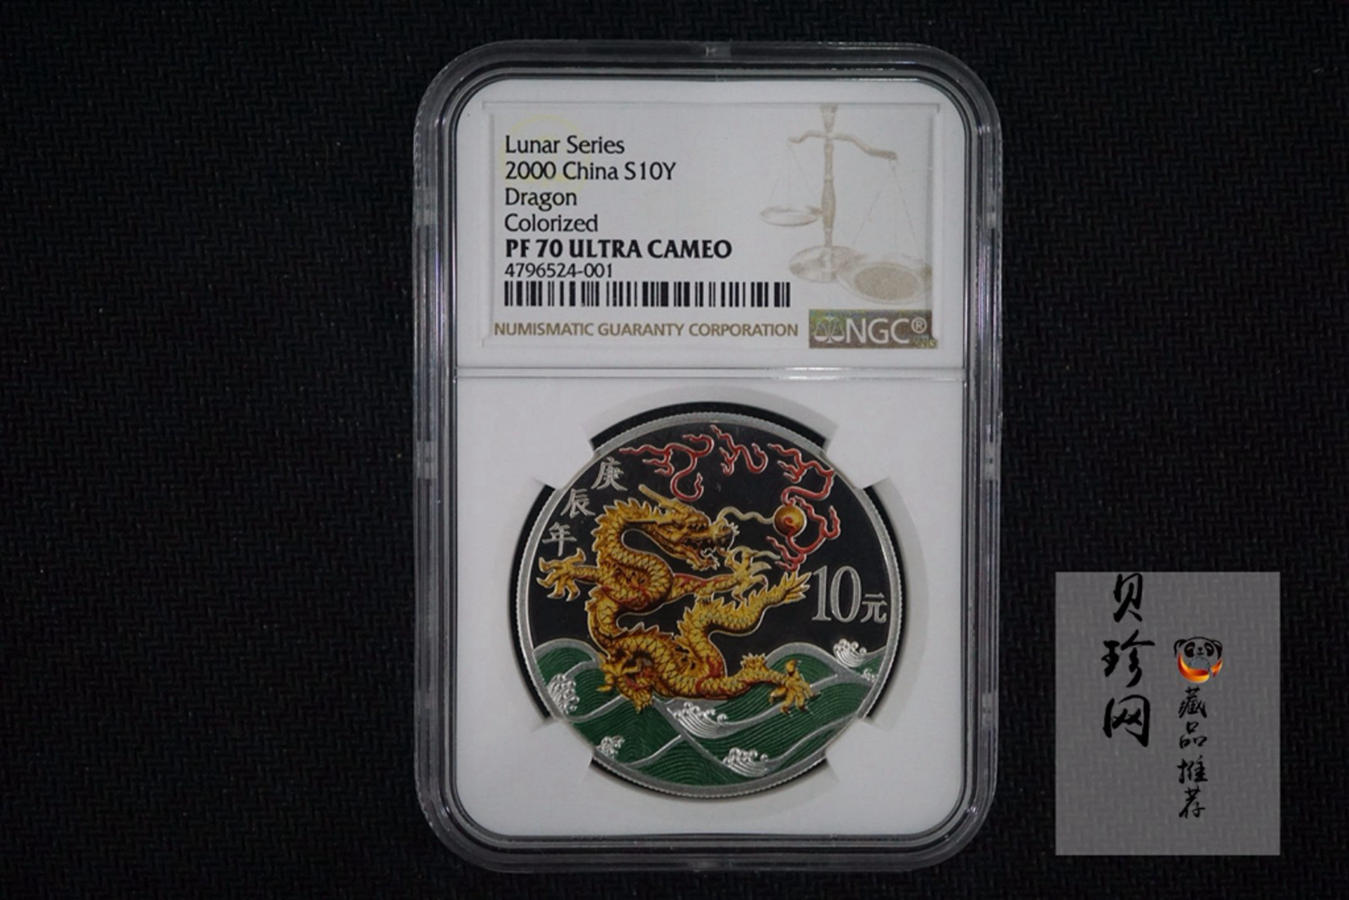 Lunar Series
2000 China S10Y
Dragon
Colorized
PF 70 ULTRA CAMEO
4796524-001
NUMISMATIC GUARANTY CORPORATION
NGC®
庚辰年
10元
贝珍网
藏品推荐